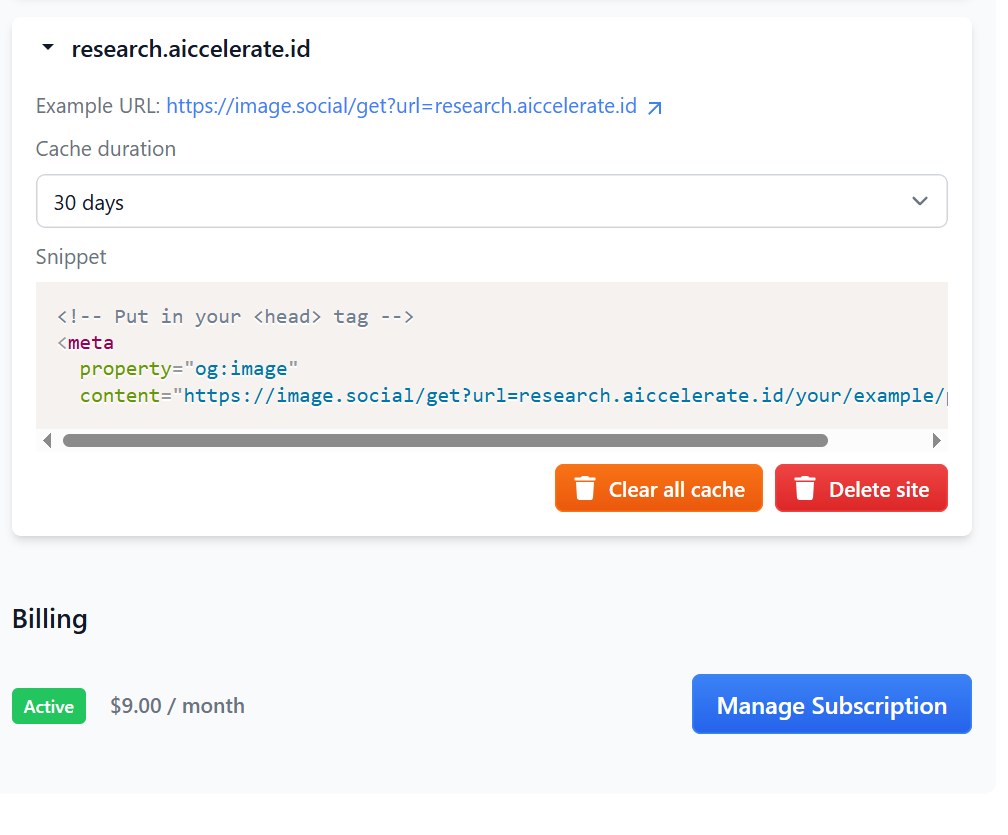 research.aiccelerate.id
Example URL: https://image.social/get?url=research.aiccelerate.id
Cache duration
30 days
Snippet
<!-- Put in your <head> tag -->
<meta
property="og:image"
content="https://image.social/get?url=research.aiccelerate.id/your/example/
Clear all cache
Delete site
Billing
Active
$9.00 / month
Manage Subscription